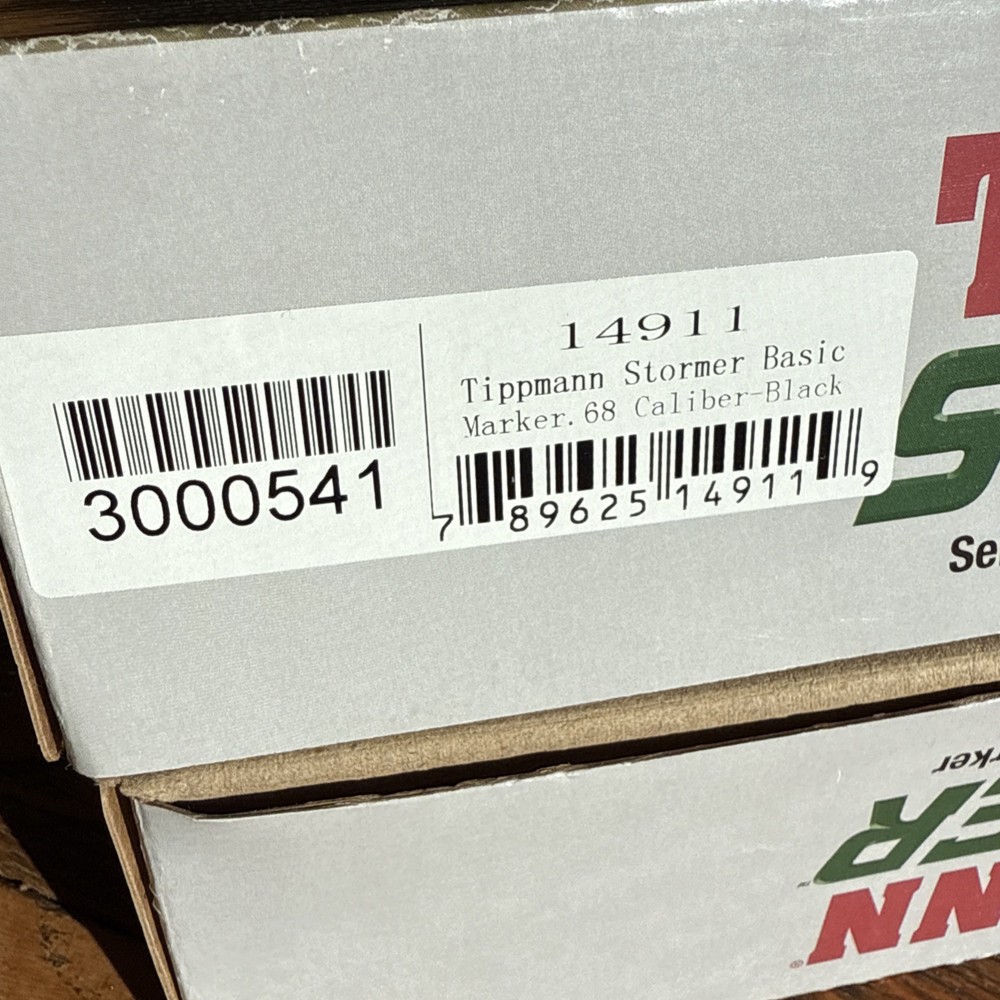 14911
Tippmann Stormer Basic
Marker.68 Caliber-Black
3000541
7 89625 14911 9